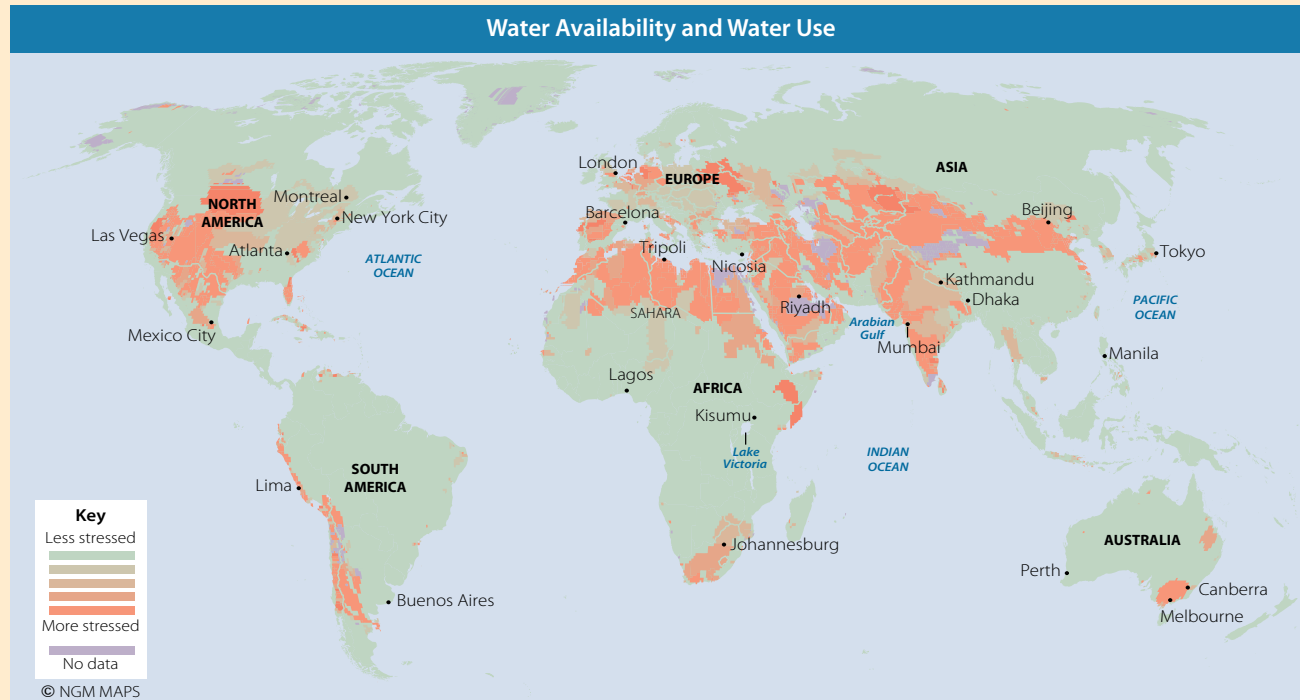 Water Availability and Water Use
London
ASIA
EUROPE
NORTH
AMERICA
Montreal
New York City
Barcelona
Beijing
Las Vegas
Atlanta
Tripoli
Tokyo
ATLANTIC
OCEAN
Nicosia
Kathmandu
Dhaka
SAHARA
Riyadh
PACIFIC
OCEAN
Mexico City
Arabian
Gulf
Mumbai
Manila
Lagos
AFRICA
Kisumu
Lake
Victoria
INDIAN
OCEAN
SOUTH
AMERICA
Lima
Johannesburg
AUSTRALIA
Perth
Canberra
Buenos Aires
Melbourne
Key
Less stressed
More stressed
No data
© NGM MAPS